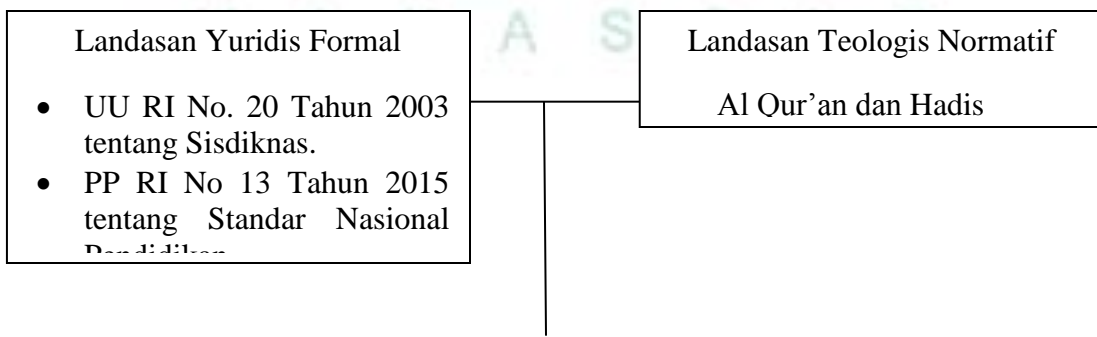 A S
Landasan Yuridis Formal
• UU RI No. 20 Tahun 2003
tentang Sisdiknas.
• PP RI No 13 Tahun 2015
tentang Standar Nasional
Landasan Teologis Normatif
Al Qur’an dan Hadis